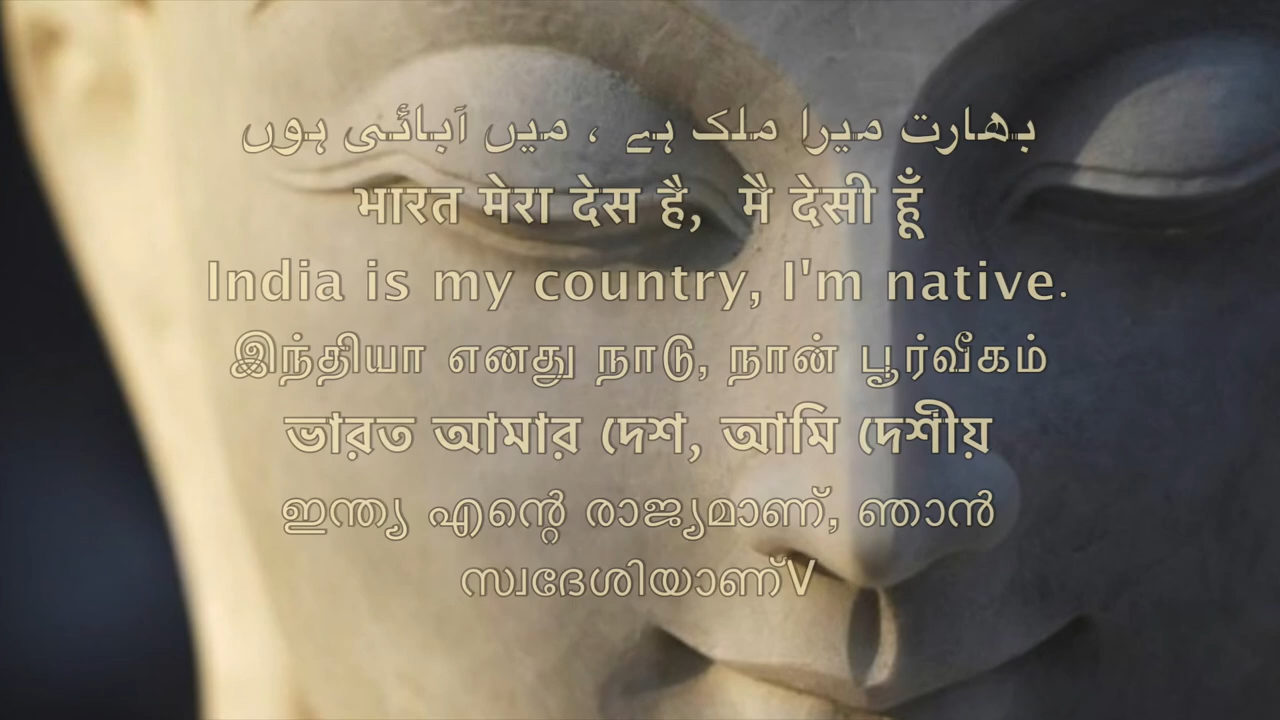 بھارت میرا ملک ہے ، میں آبائی ہوں
भारत मेरा देस है, मै देसी हूँ
India is my country, I'm native.
இந்தியா எனது நாடு, நான் பூர்வீகம்
ভারত আমার দেশ, আমি দেশীয়
ഇന്ത്യ എന്റെ രാജ്യമാണ്, ഞാൻ
സ്വദേശിയാണ്V